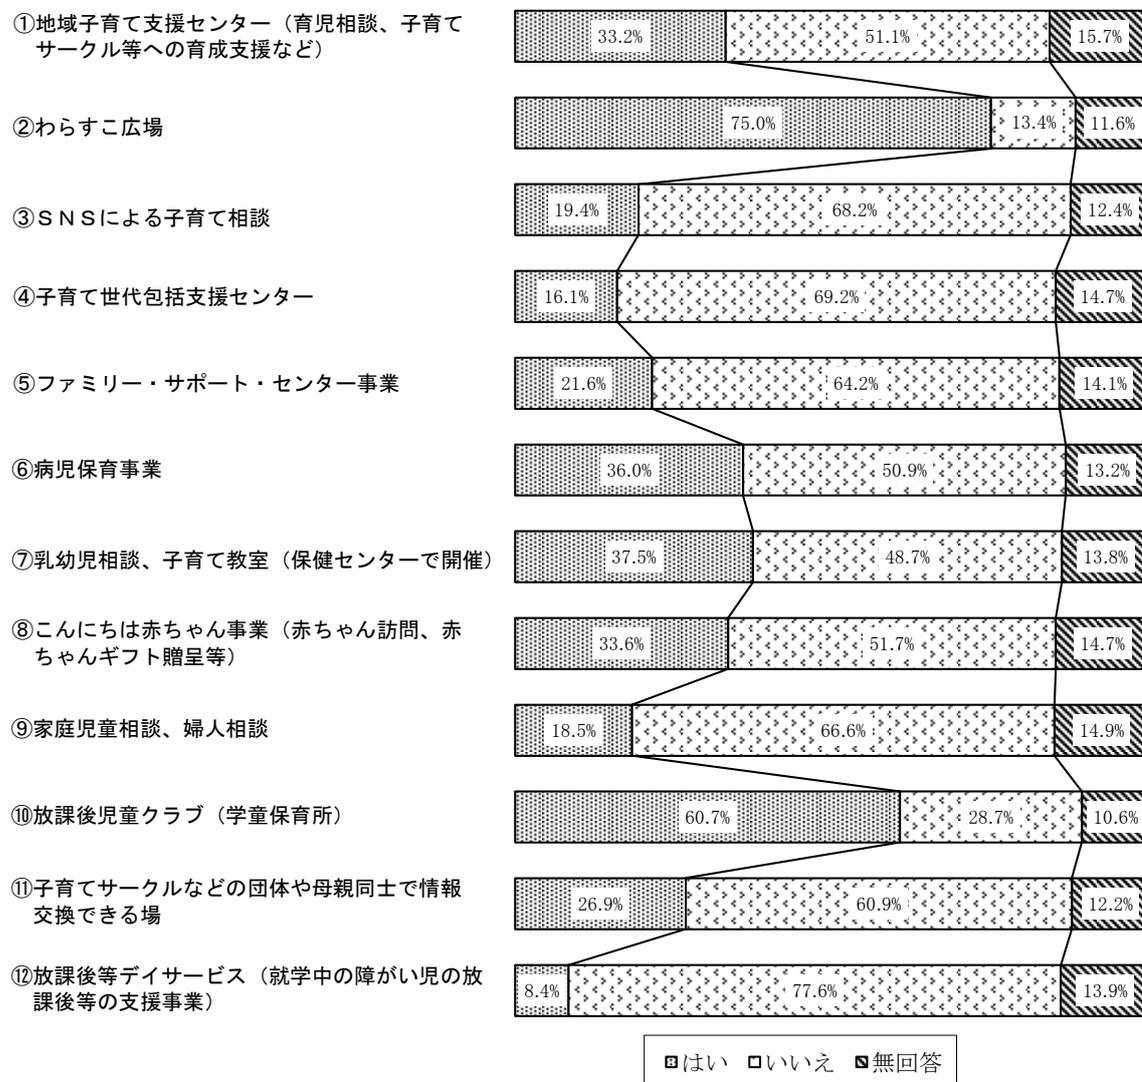 ①地域子育て支援センター（育児相談、子育て
サークル等への育成支援など）
33.2% 51.1% 15.7%
②わらすこ広場
75.0% 13.4% 11.6%
③ＳＮＳによる子育て相談
19.4% 68.2% 12.4%
④子育て世代包括支援センター
16.1% 69.2% 14.7%
⑤ファミリー・サポート・センター事業
21.6% 64.2% 14.1%
⑥病児保育事業
36.0% 50.9% 13.2%
⑦乳幼児相談、子育て教室（保健センターで開催）
37.5% 48.7% 13.8%
⑧こんにちは赤ちゃん事業（赤ちゃん訪問、赤
ちゃんギフト贈呈等）
33.6% 51.7% 14.7%
⑨家庭児童相談、婦人相談
18.5% 66.6% 14.9%
⑩放課後児童クラブ（学童保育所）
60.7% 28.7% 10.6%
⑪子育てサークルなどの団体や母親同士で情報
交換できる場
26.9% 60.9% 12.2%
⑫放課後等デイサービス（就学中の障がい児の放
課後等の支援事業）
8.4% 77.6% 13.9%
はい いいえ 無回答